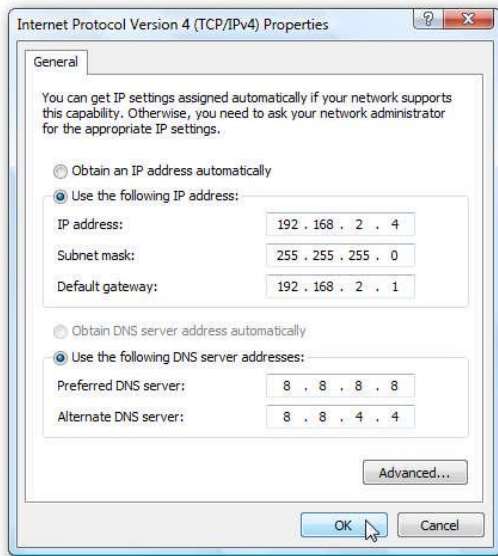 Internet Protocol Version 4 (TCP/IPv4) Properties
?
X
General
You can get IP settings assigned automatically if your network supports
this capability. Otherwise, you need to ask your network administrator
for the appropriate IP settings.
Obtain an IP address automatically
Use the following IP address:
IP address: 192 . 168 . 2 . 4
Subnet mask: 255 . 255 . 255 . 0
Default gateway: 192 . 168 . 2 . 1
Obtain DNS server address automatically
Use the following DNS server addresses:
Preferred DNS server: 8 . 8 . 8 . 8
Alternate DNS server: 8 . 8 . 4 . 4
Advanced...
OK
Cancel